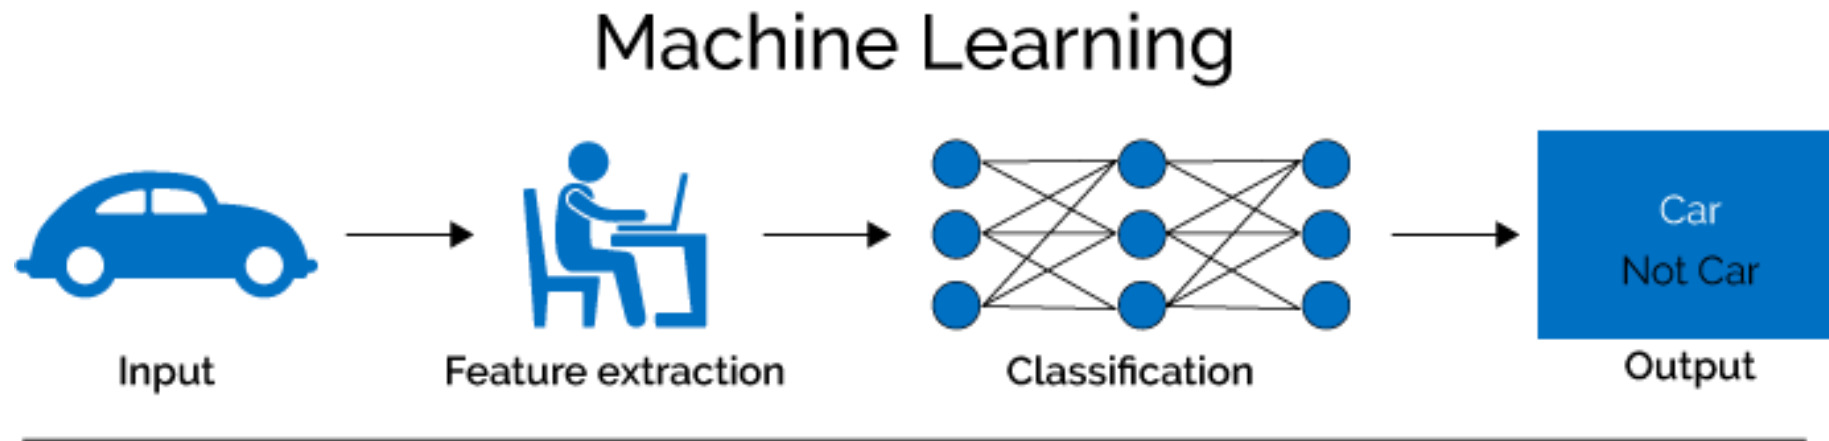 Machine Learning
Car
Not Car
Input
Feature extraction
Classification
Output